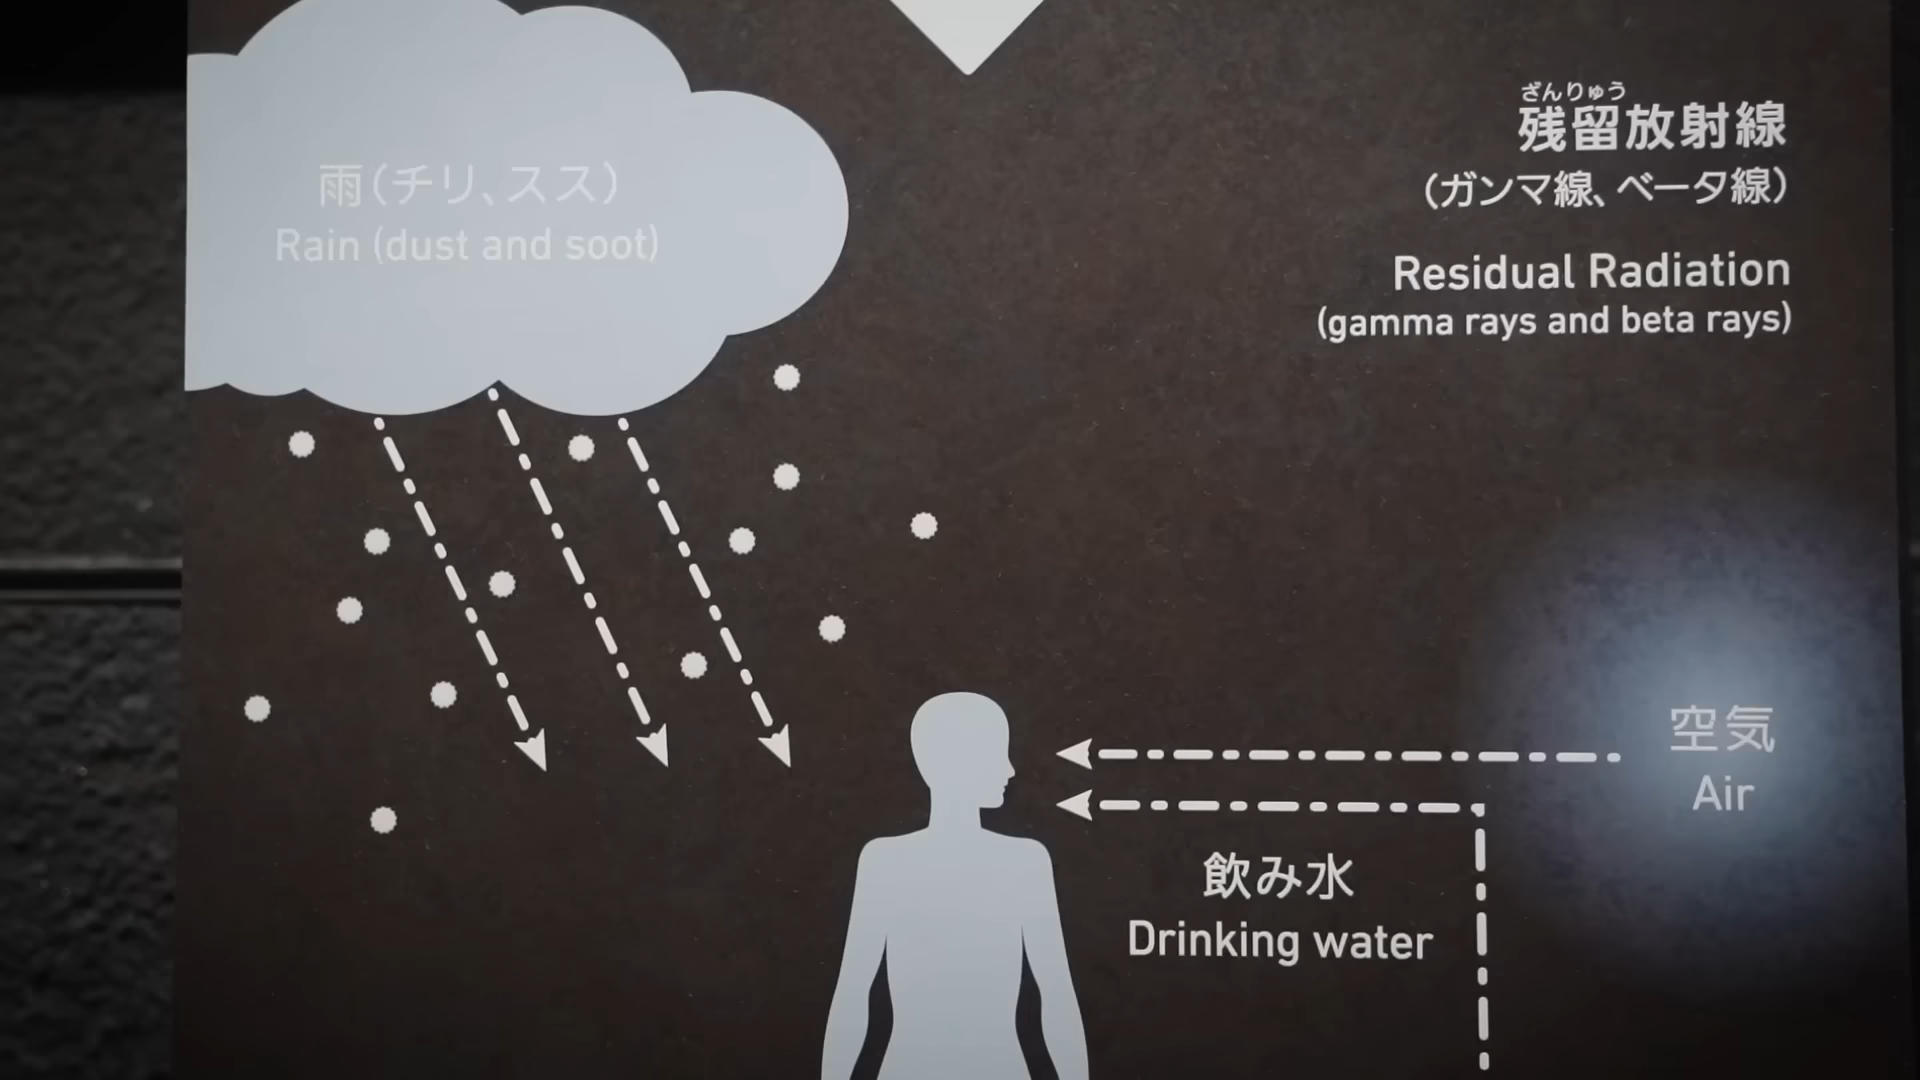 雨(チリ、スス)
Rain (dust and soot)
ざんりゅう
残留放射線
(ガンマ線、ベータ線)
Residual Radiation
(gamma rays and beta rays)
空気
Air
飲み水
Drinking water